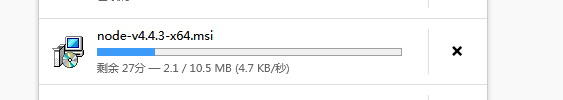 node-v4.4.3-x64.msi
剩余 27分 — 2.1 / 10.5 MB (4.7 KB/秒)